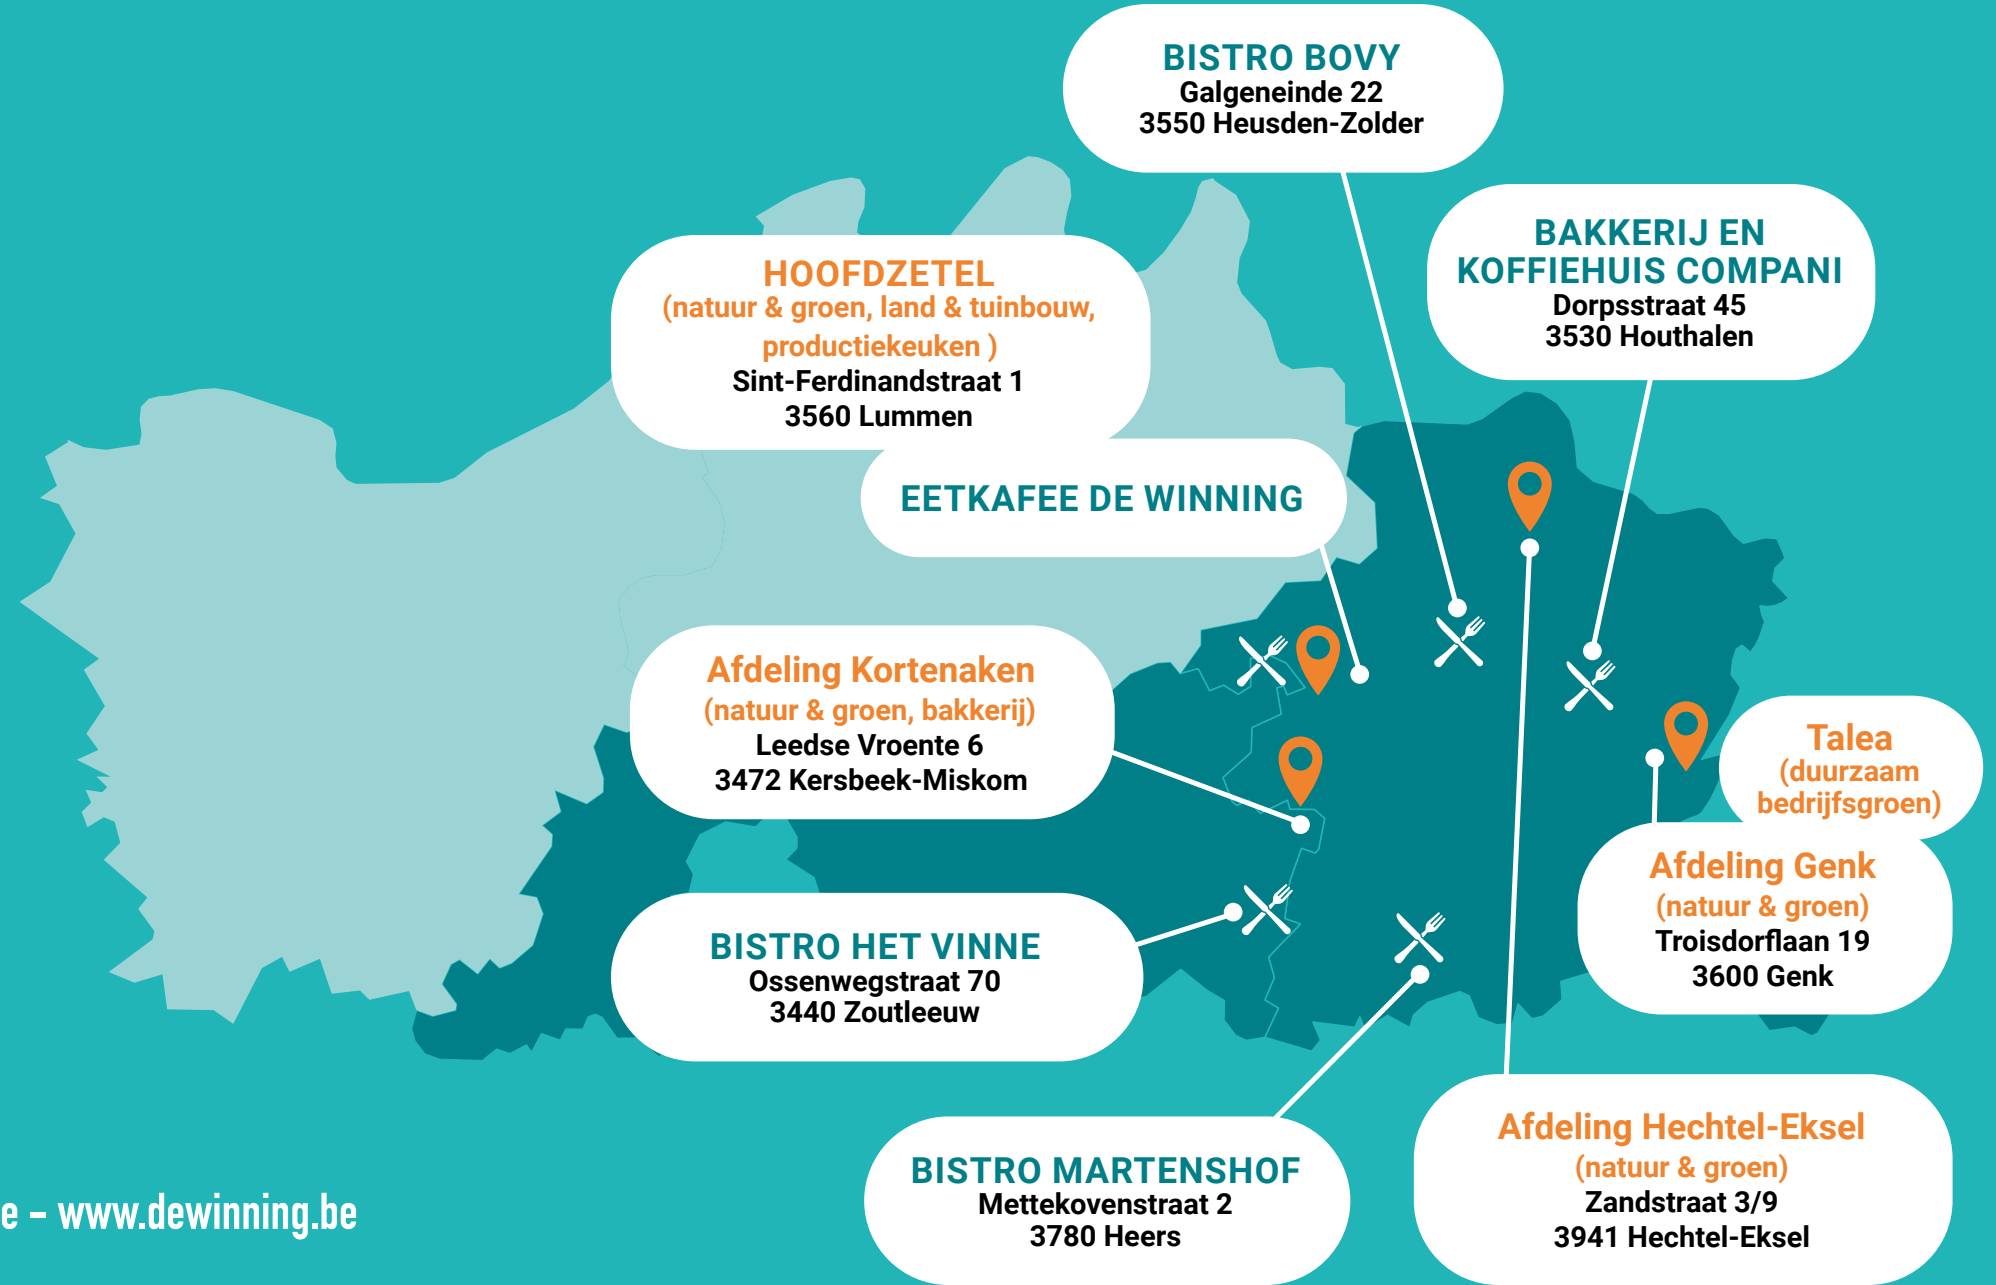 BISTRO BOVY
Galgeneinde 22
3550 Heusden-Zolder
BAKKERIJ EN
KOFFIEHUIS COMPANI
Dorpsstraat 45
3530 Houthalen
HOOFDZETEL
(natuur & groen, land & tuinbouw,
productiekeuken )
Sint-Ferdinandstraat 1
3560 Lummen
EETKAFEE DE WINNING
Afdeling Kortenaken
(natuur & groen, bakkerij)
Leedse Vroente 6
3472 Kersbeek-Miskom
Talea
(duurzaam
bedrijfsgroen)
Afdeling Genk
(natuur & groen)
Troisdorflaan 19
3600 Genk
BISTRO HET VINNE
Ossenwegstraat 70
3440 Zoutleeuw
BISTRO MARTENSHOF
Mettekovenstraat 2
3780 Heers
Afdeling Hechtel-Eksel
(natuur & groen)
Zandstraat 3/9
3941 Hechtel-Eksel
e – www.dewinning.be